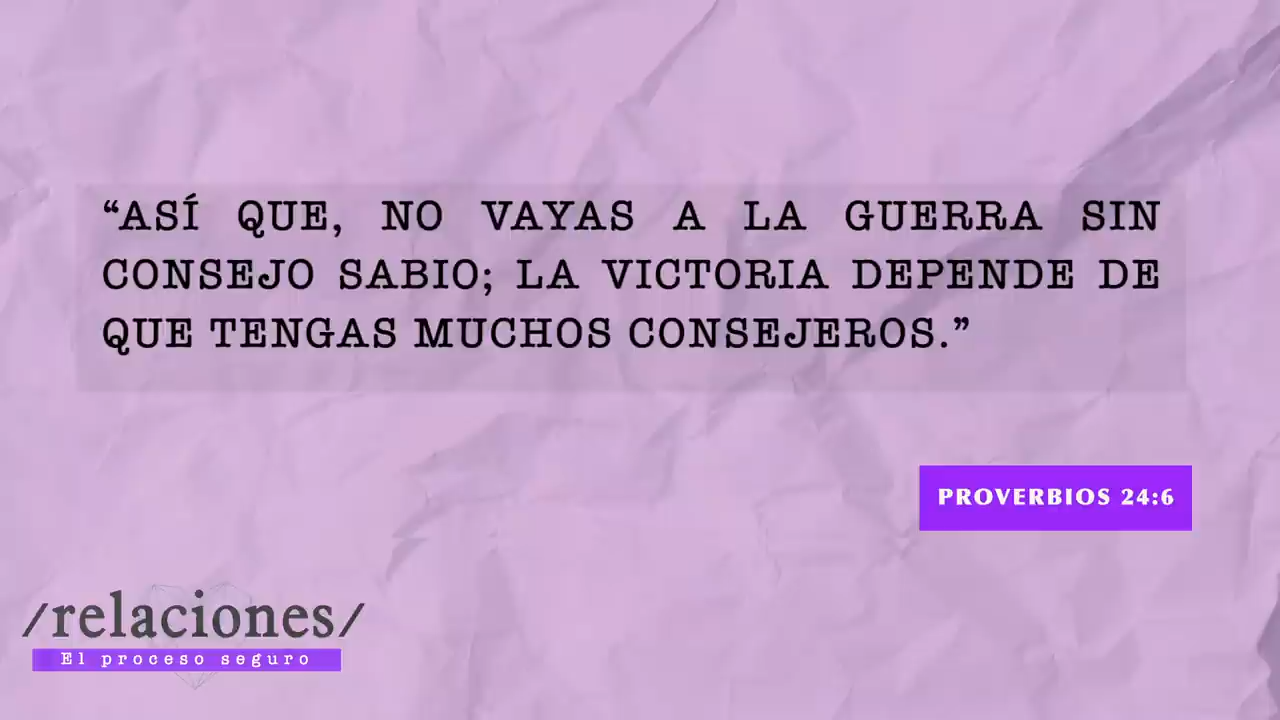 “ASÍ QUE, NO VAYAS A LA GUERRA SIN
CONSEJO SABIO; LA VICTORIA DEPENDE DE
QUE TENGAS MUCHOS CONSEJEROS.”
PROVERBIOS 24:6
/relaciones/
El proceso seguro